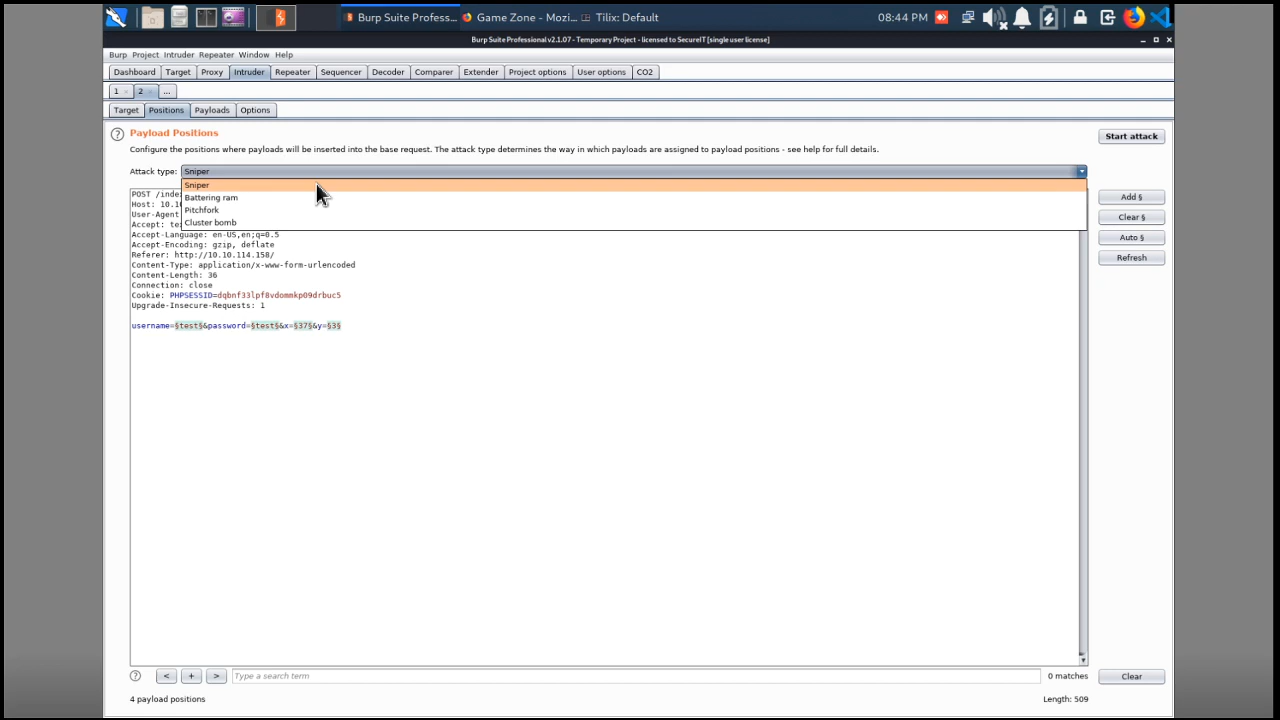 Burp Suite Profess... Game Zone - Mozi... Tilix: Default 08:44 PM
Burp Suite Professional v2.1.07 - Temporary Project - licensed to SecureIT [single user license]
Burp Project Intruder Repeater Window Help
Dashboard Target Proxy Intruder Repeater Sequencer Decoder Comparer Extender Project options User options CO2
1 × 2 × ...
Target Positions Payloads Options
? Payload Positions Start attack
Configure the positions where payloads will be inserted into the base request. The attack type determines the way in which payloads are assigned to payload positions - see help for full details.
Attack type: Sniper
Sniper
Battering ram
Pitchfork
Cluster bomb
POST /inde
Host: 10.1
User-Agent
Accept: te
Accept-Language: en-US,en;q=0.5
Accept-Encoding: gzip, deflate
Referer: http://10.10.114.158/
Content-Type: application/x-www-form-urlencoded
Content-Length: 36
Connection: close
Cookie: PHPSESSID=dqbnf33lpf8vdommkp09drbuc5
Upgrade-Insecure-Requests: 1
username=§test§&password=§test§&x=§37§&y=§3§
Add §
Clear §
Auto §
Refresh
? < + > Type a search term 0 matches Clear
4 payload positions Length: 509